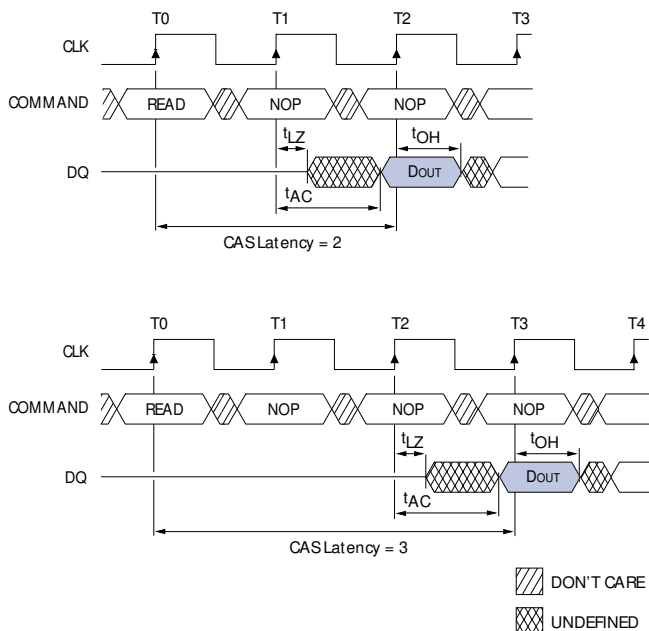 T0 T1 T2 T3
CLK
COMMAND READ NOP NOP
tLZ tOH
DQ DOUT
tAC
CAS Latency = 2
T0 T1 T2 T3 T4
CLK
COMMAND READ NOP NOP NOP
tLZ tOH
DQ DOUT
tAC
CAS Latency = 3
DON'T CARE
UNDEFINED